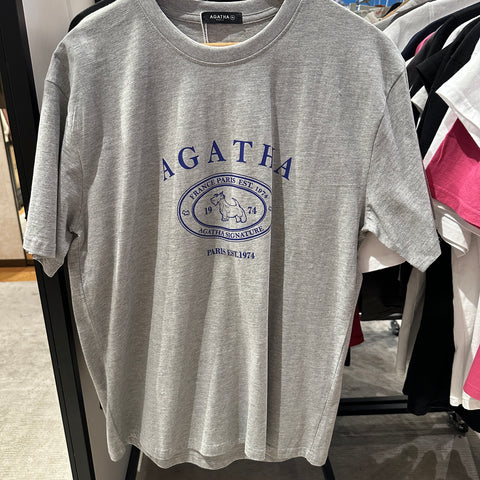 AGATHA
AGATHA
FRANCE PARIS EST. 1974
19 74
AGATHA SIGNATURE
PARIS EST. 1974